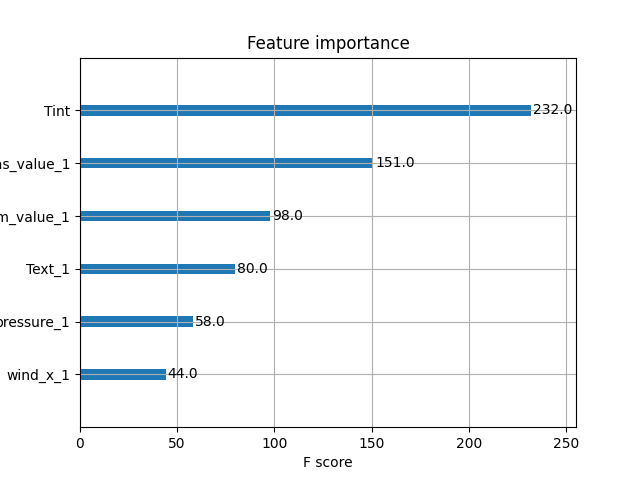 Feature importance
Tint
232.0
s_value_1
151.0
m_value_1
98.0
Text_1
80.0
pressure_1
58.0
wind_x_1
44.0
0 50 100 150 200 250
F score